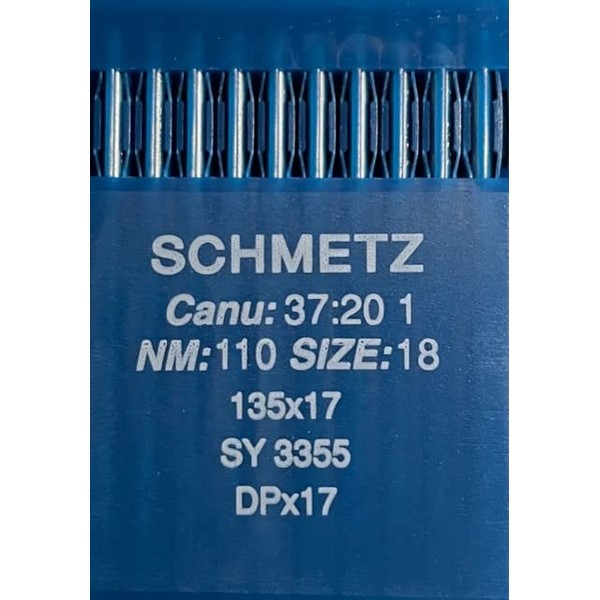 SCHMETZ
Canu: 37:20 1
NM:110 SIZE:18
135x17
SY 3355
DPx17